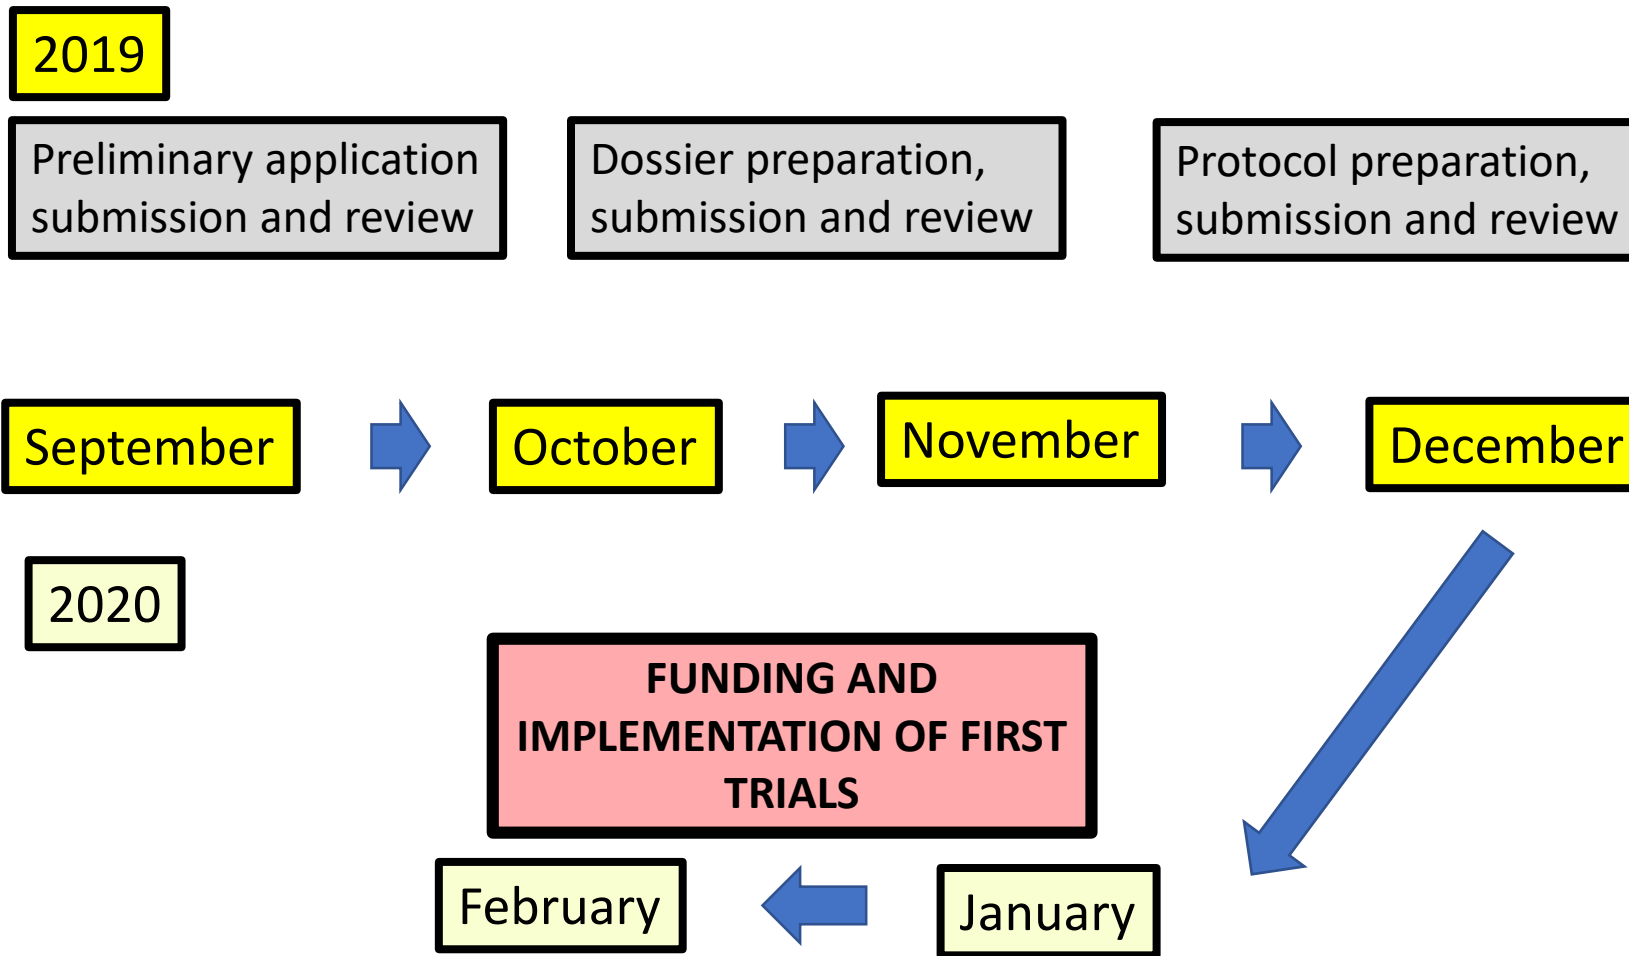 2019
Preliminary application
submission and review
Dossier preparation,
submission and review
Protocol preparation,
submission and review
September
October
November
December
2020
FUNDING AND
IMPLEMENTATION OF FIRST
TRIALS
February
January